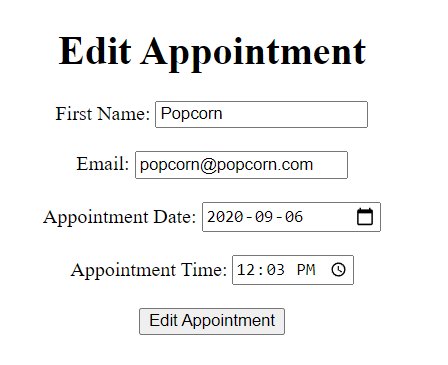 Edit Appointment
First Name: Popcorn
Email: popcorn@popcorn.com
Appointment Date: 2020-09-06
Appointment Time: 12:03 PM
Edit Appointment